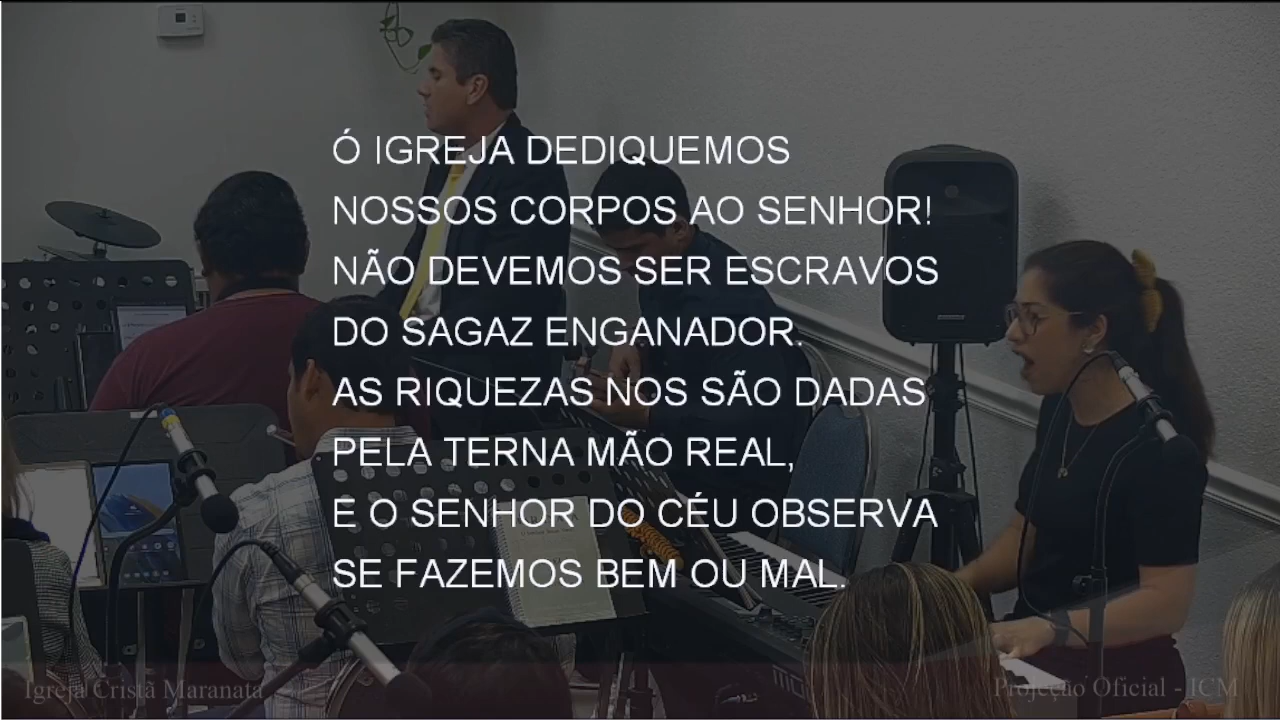 Ó IGREJA DEDIQUEMOS
NOSSOS CORPOS AO SENHOR!
NÃO DEVEMOS SER ESCRAVOS
DO SAGAZ ENGANADOR.
AS RIQUEZAS NOS SÃO DADAS
PELA TERNA MÃO REAL,
E O SENHOR DO CÉU OBSERVA
SE FAZEMOS BEM OU MAL.
Igreja Cristã Maranata
Projeção Oficial - ICM